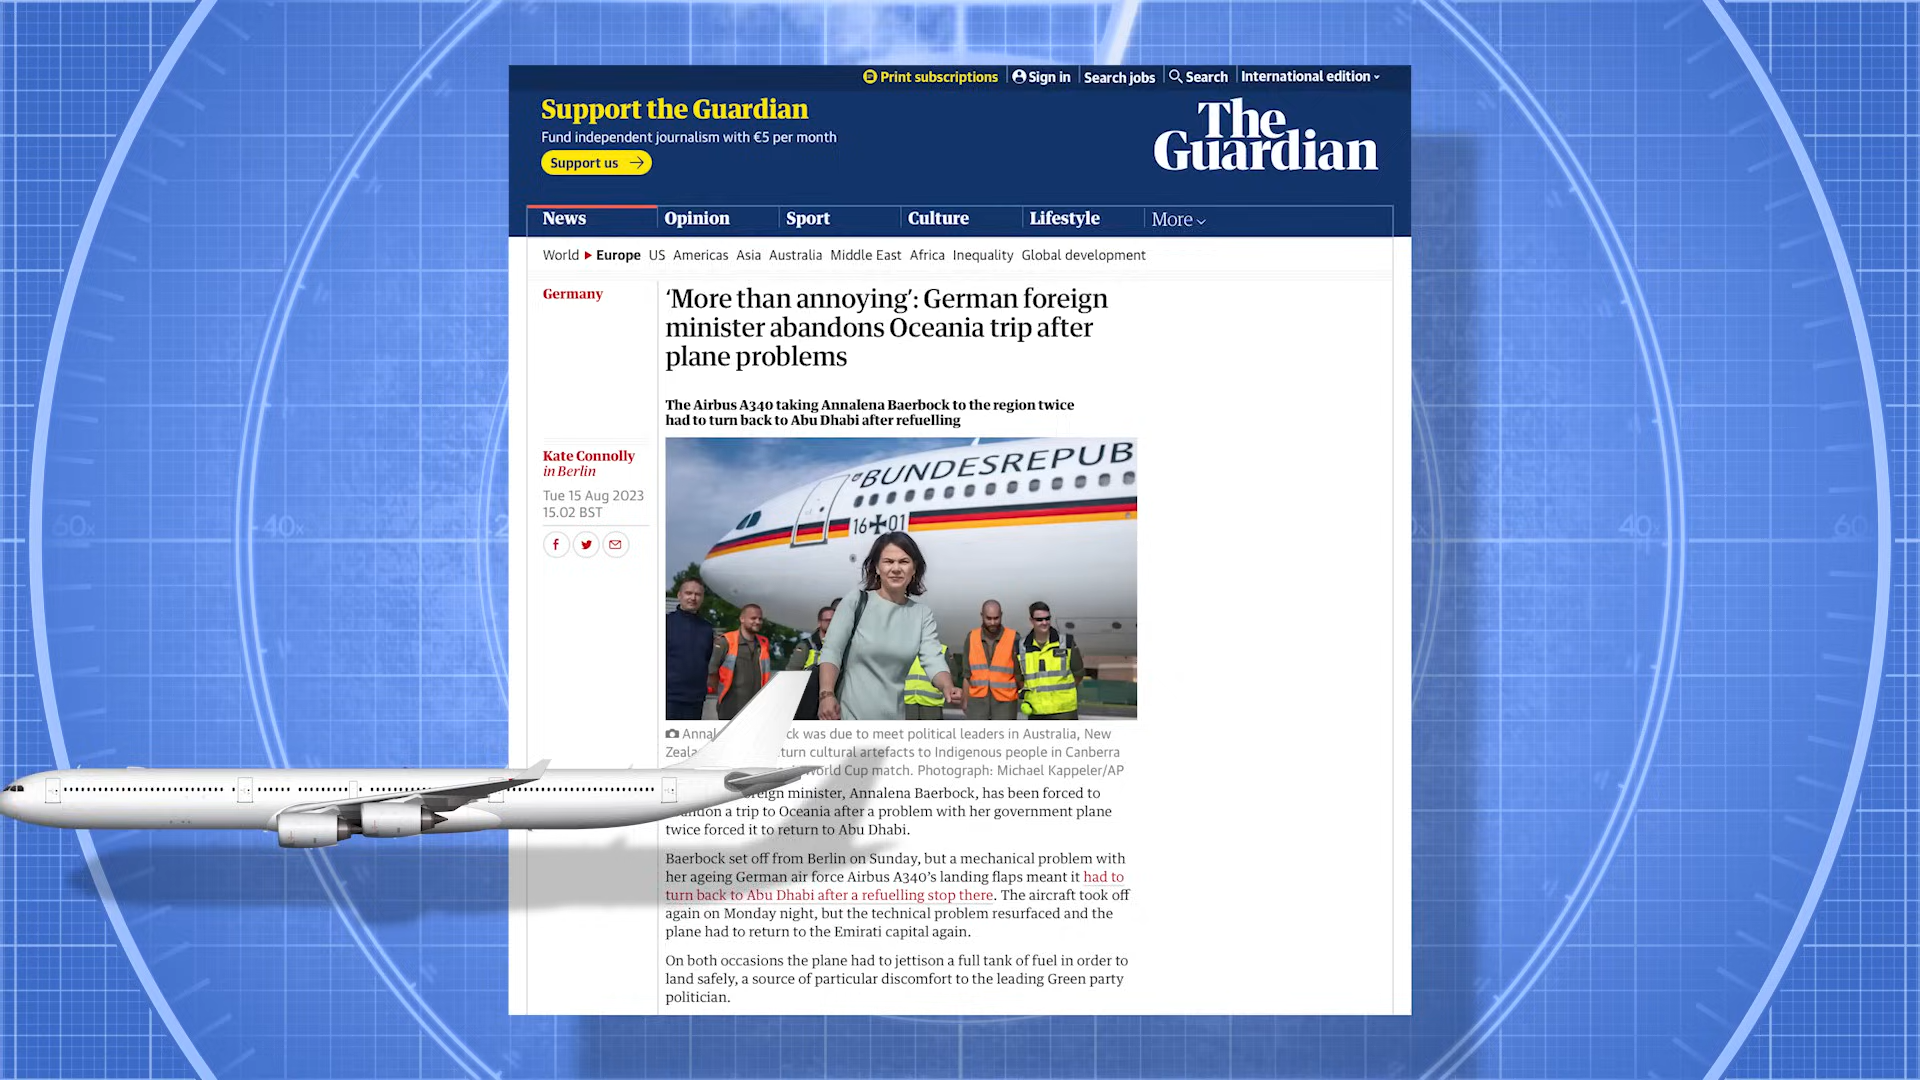 Print subscriptions Sign in Search jobs Search International edition
Support the Guardian
Fund independent journalism with €5 per month
Support us
The
Guardian
News Opinion Sport Culture Lifestyle More
World Europe US Americas Asia Australia Middle East Africa Inequality Global development
Germany
‘More than annoying’: German foreign
minister abandons Oceania trip after
plane problems
The Airbus A340 taking Annalena Baerbock to the region twice
had to turn back to Abu Dhabi after refuelling
Kate Connolly
in Berlin
Tue 15 Aug 2023
15.02 BST
BUNDESREPUB
16 01
60x 40x 2 40x 60
was due to meet political leaders in Australia, New
cultural artefacts to Indigenous people in Canberra
World Cup match. Photograph: Michael Kappeler/AP
minister, Annalena Baerbock, has been forced to
a trip to Oceania after a problem with her government plane
twice forced it to return to Abu Dhabi.
Baerbock set off from Berlin on Sunday, but a mechanical problem with
her ageing German air force Airbus A340’s landing flaps meant it had to
turn back to Abu Dhabi after a refuelling stop there. The aircraft took off
again on Monday night, but the technical problem resurfaced and the
plane had to return to the Emirati capital again.
On both occasions the plane had to jettison a full tank of fuel in order to
land safely, a source of particular discomfort to the leading Green party
politician.